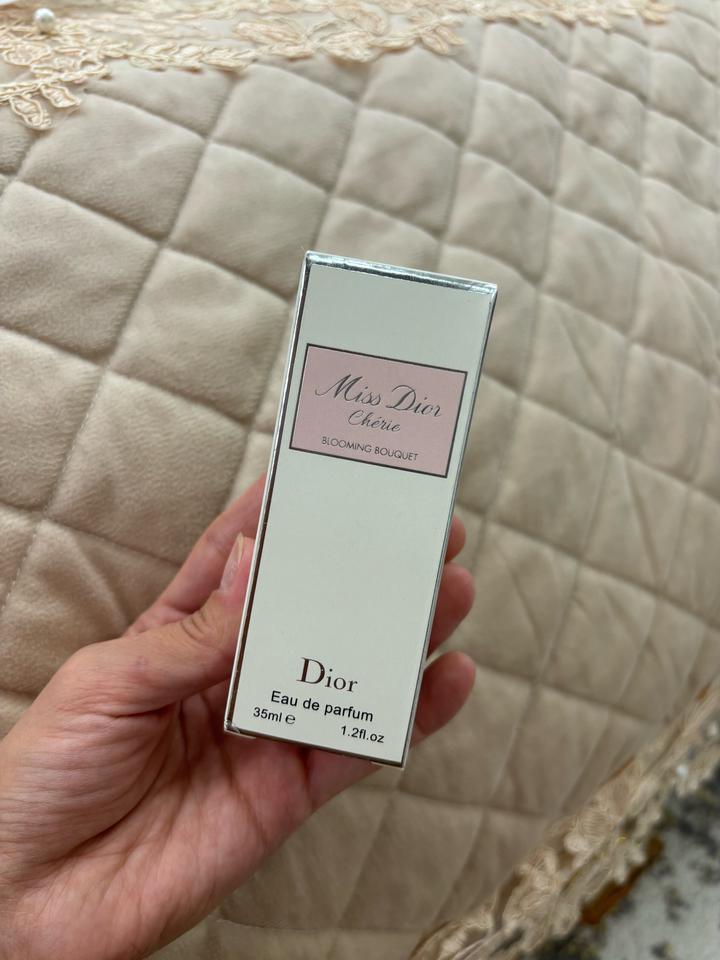 Miss Dior
Chérie
BLOOMING BOUQUET
Dior
Eau de parfum
35ml ℮
1.2fl.oz